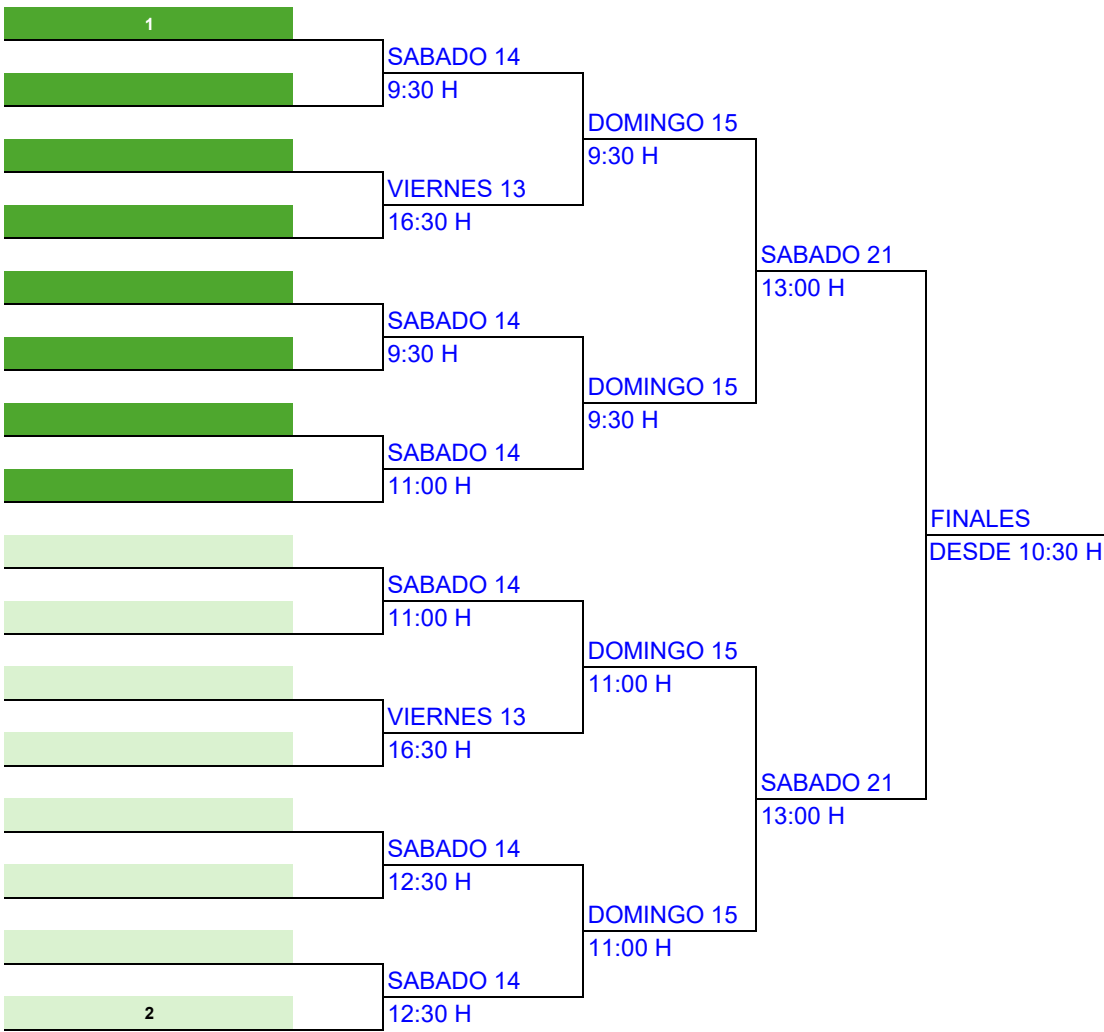 1
SABADO 14
9:30 H
DOMINGO 15
9:30 H
VIERNES 13
16:30 H
SABADO 21
13:00 H
SABADO 14
9:30 H
DOMINGO 15
9:30 H
SABADO 14
11:00 H
FINALES
DESDE 10:30 H
SABADO 14
11:00 H
DOMINGO 15
11:00 H
VIERNES 13
16:30 H
SABADO 21
13:00 H
SABADO 14
12:30 H
DOMINGO 15
11:00 H
SABADO 14
2
12:30 H